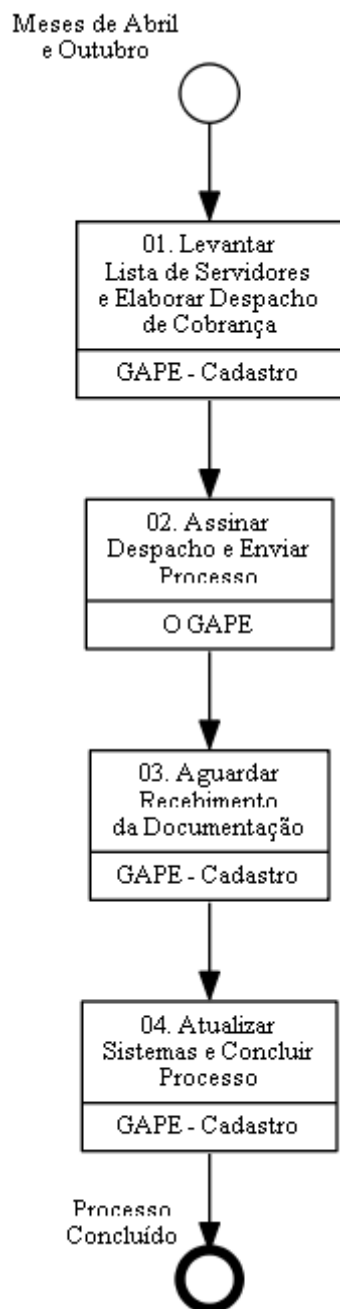 Meses de Abril
e Outubro
01. Levantar
Lista de Servidores
e Elaborar Despacho
de Cobrança
GAPE - Cadastro
02. Assinar
Despacho e Enviar
Processo
O GAPE
03. Aguardar
Recebimento
da Documentação
GAPE - Cadastro
04. Atualizar
Sistemas e Concluir
Processo
GAPE - Cadastro
Processo
Concluído